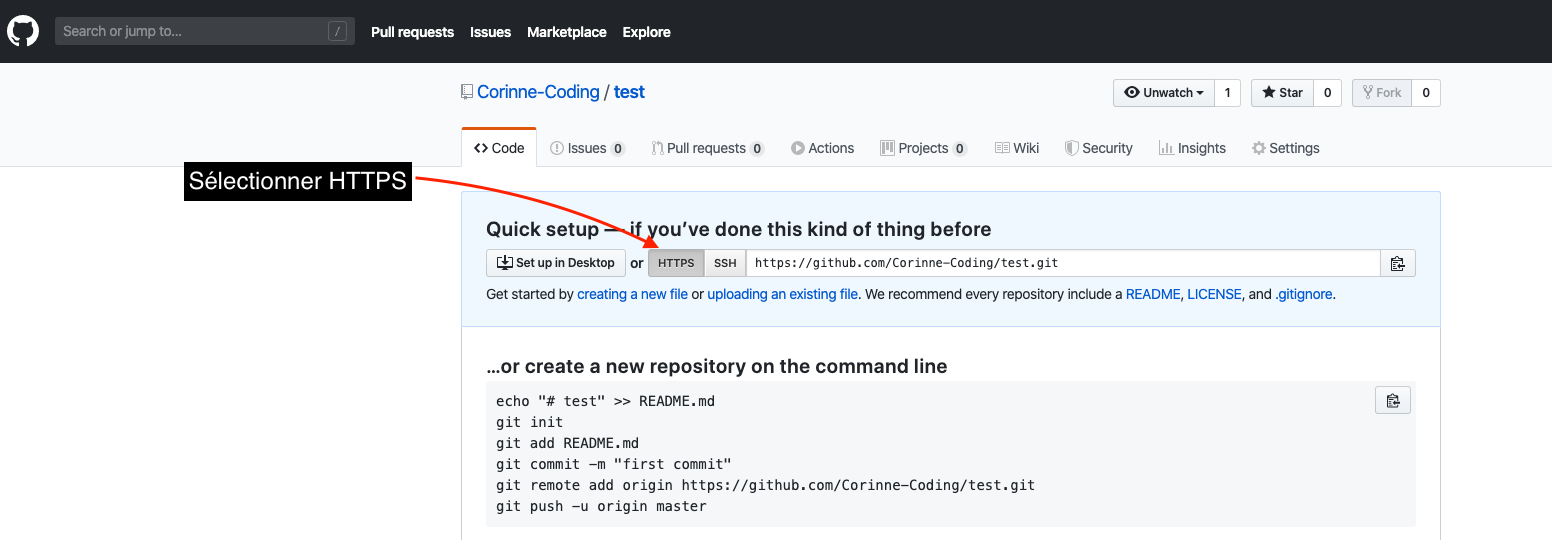 Search or jump to... /
Pull requests Issues Marketplace Explore
Corinne-Coding / test
Unwatch 1 Star 0 Fork 0
<> Code Issues 0 Pull requests 0 Actions Projects 0 Wiki Security Insights Settings
Sélectionner HTTPS
Quick setup — if you’ve done this kind of thing before
Set up in Desktop or HTTPS SSH https://github.com/Corinne-Coding/test.git
Get started by creating a new file or uploading an existing file. We recommend every repository include a README, LICENSE, and .gitignore.
…or create a new repository on the command line
echo "# test" >> README.md
git init
git add README.md
git commit -m "first commit"
git remote add origin https://github.com/Corinne-Coding/test.git
git push -u origin master